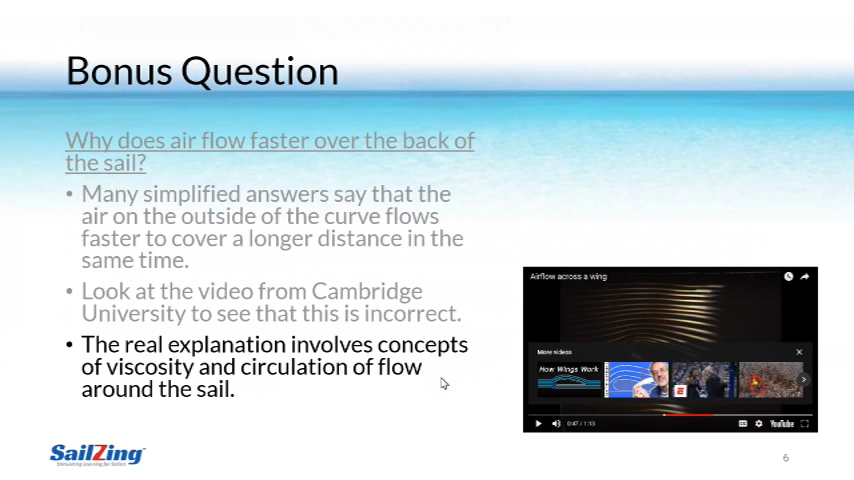 Bonus Question
Why does air flow faster over the back of
the sail?
• Many simplified answers say that the
air on the outside of the curve flows
faster to cover a longer distance in the
same time.
• Look at the video from Cambridge
University to see that this is incorrect.
• The real explanation involves concepts
of viscosity and circulation of flow
around the sail.
Airflow across a wing
More videos
How Wings Work
0:47 / 1:13
YouTube
SailZing
Stimulating Learning for Sailors
6